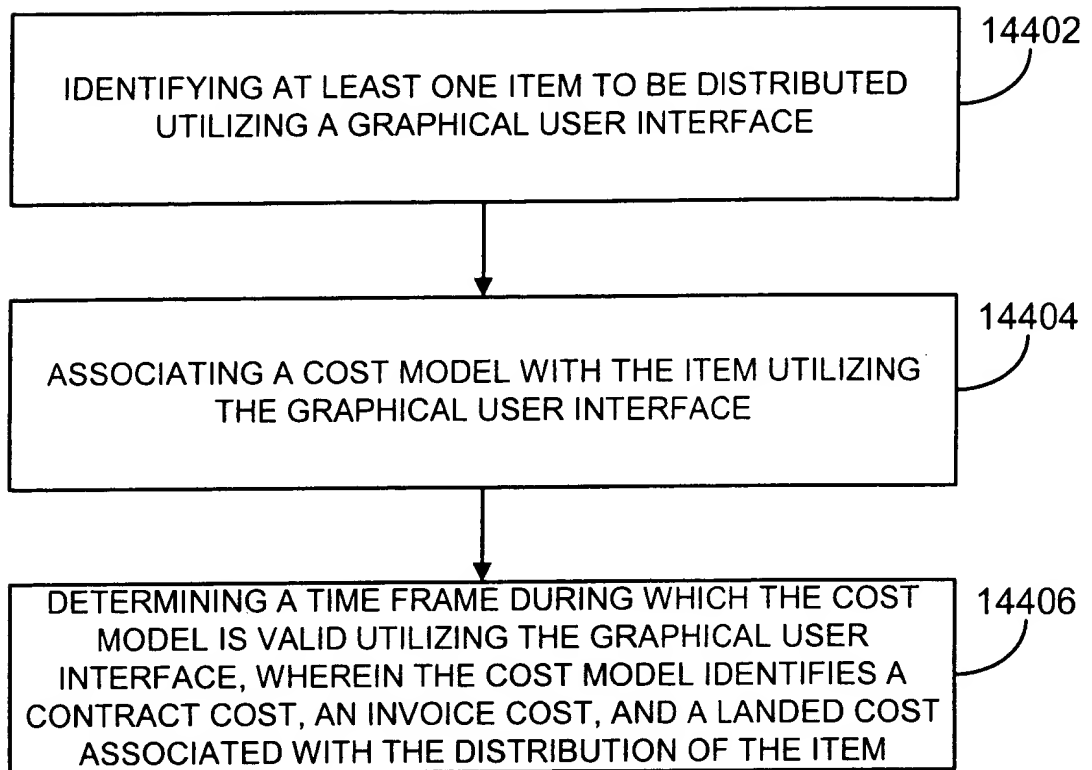 14402
IDENTIFYING AT LEAST ONE ITEM TO BE DISTRIBUTED
UTILIZING A GRAPHICAL USER INTERFACE
14404
ASSOCIATING A COST MODEL WITH THE ITEM UTILIZING
THE GRAPHICAL USER INTERFACE
14406
DETERMINING A TIME FRAME DURING WHICH THE COST
MODEL IS VALID UTILIZING THE GRAPHICAL USER
INTERFACE, WHEREIN THE COST MODEL IDENTIFIES A
CONTRACT COST, AN INVOICE COST, AND A LANDED COST
ASSOCIATED WITH THE DISTRIBUTION OF THE ITEM